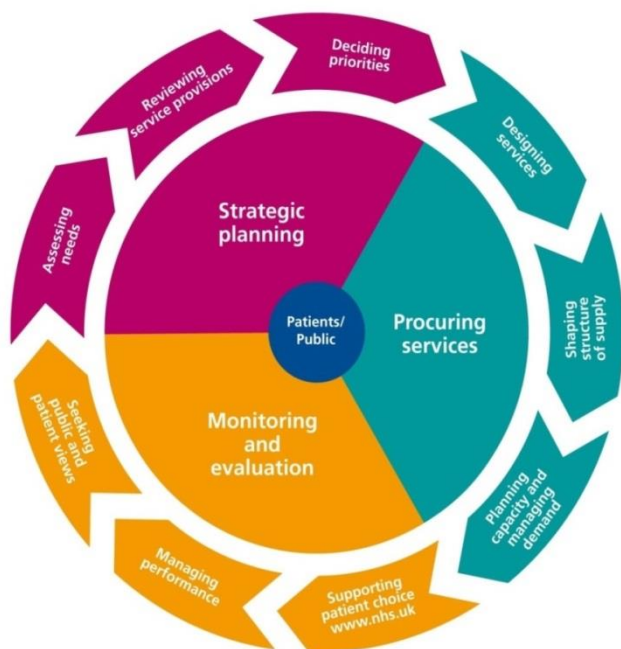 Deciding
priorities
Designing
services
Shaping
structure
of supply
Planning
capacity and
managing
demand
Supporting
patient choice
www.nhs.uk
Managing
performance
Seeking
public and
patient views
Assessing
needs
Reviewing
service provisions
Strategic
planning
Procuring
services
Monitoring and
evaluation
Patients/
Public